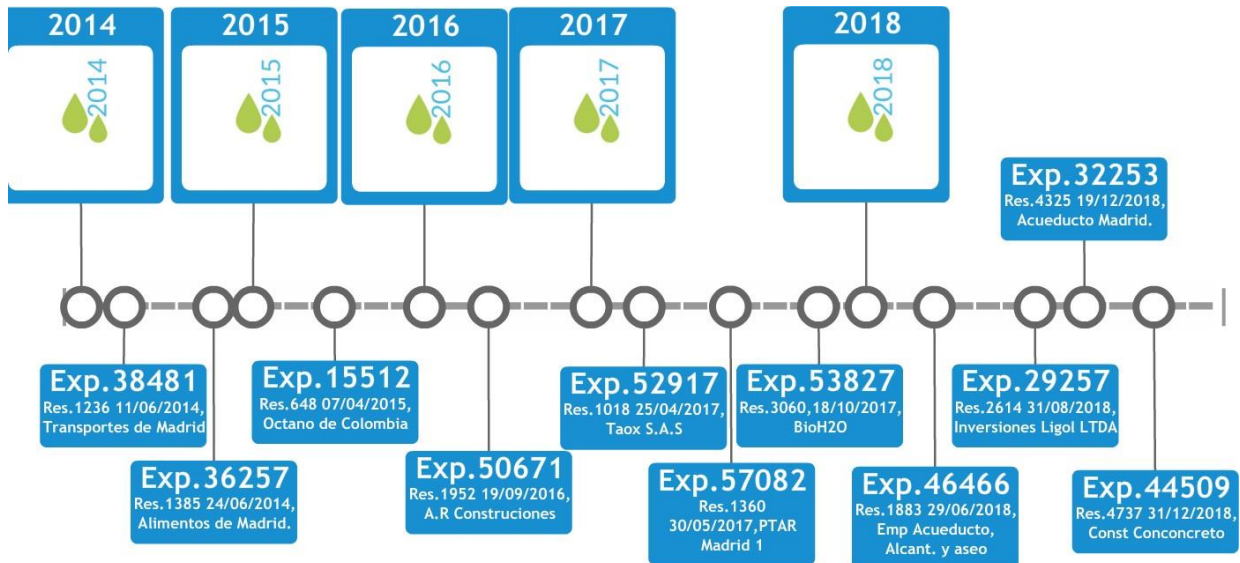 2014
2015
2016
2017
2018
2014
2015
2016
2017
2018
Exp.32253
Res.4325 19/12/2018,
Acueducto Madrid.
Exp.38481
Res.1236 11/06/2014,
Transportes de Madrid
Exp.36257
Res.1385 24/06/2014,
Alimentos de Madrid.
Exp.15512
Res.648 07/04/2015,
Octano de Colombia
Exp.50671
Res.1952 19/09/2016,
A.R Construciones
Exp.52917
Res.1018 25/04/2017,
Taox S.A.S
Exp.57082
Res.1360
30/05/2017,PTAR
Madrid 1
Exp.53827
Res.3060,18/10/2017,
BioH2O
Exp.46466
Res.1883 29/06/2018,
Emp Acueducto,
Alcant. y aseo
Exp.29257
Res.2614 31/08/2018,
Inversiones Ligol LTDA
Exp.44509
Res.4737 31/12/2018,
Const Conconcreto